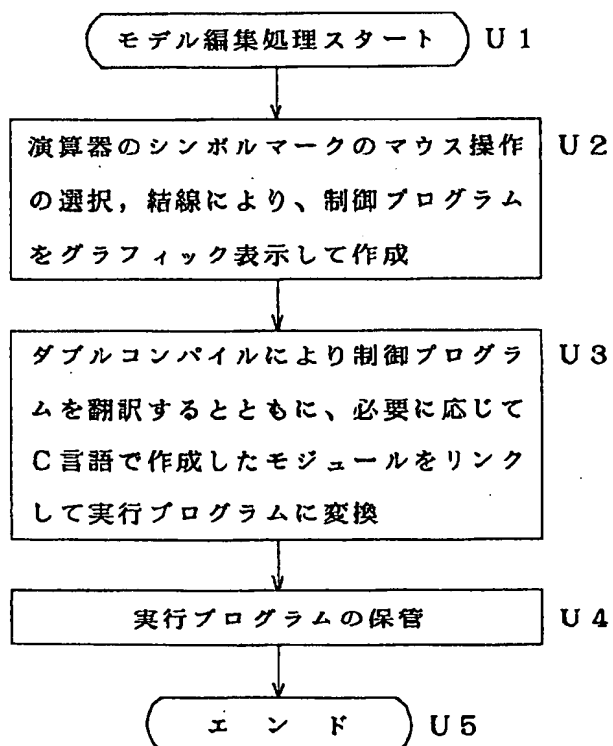 モデル編集処理スタート U1
演算器のシンボルマークのマウス操作 U2
の選択,結線により、制御プログラム
をグラフィック表示して作成
ダブルコンパイルにより制御プログラ U3
ムを翻訳するとともに、必要に応じて
C言語で作成したモジュールをリンク
して実行プログラムに変換
実行プログラムの保管 U4
エンド U5